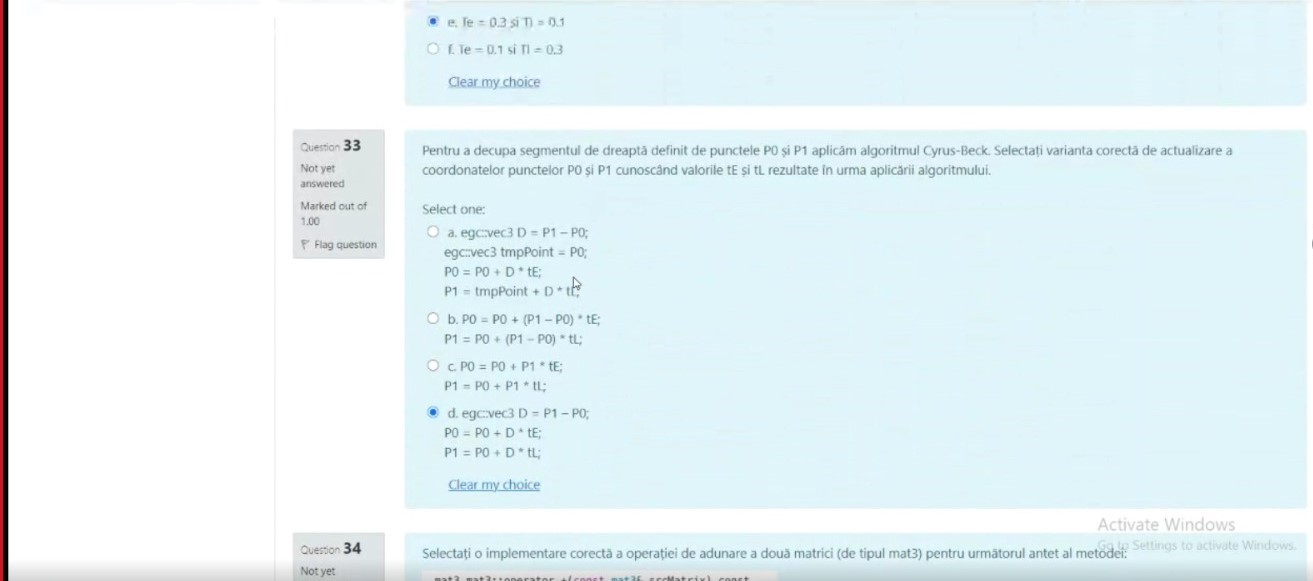 e. Te = 0.3 și Tl = 0.1
f. Te = 0.1 si Tl = 0.3
Clear my choice
Question 33
Not yet
answered
Marked out of
1.00
Flag question
Pentru a decupa segmentul de dreaptă definit de punctele P0 și P1 aplicăm algoritmul Cyrus-Beck. Selectați varianta corectă de actualizare a
coordonatelor punctelor P0 și P1 cunoscând valorile tE și tL rezultate în urma aplicării algoritmului.
Select one:
a. egc::vec3 D = P1 – P0;
egc::vec3 tmpPoint = P0;
P0 = P0 + D * tE;
P1 = tmpPoint + D * tL;
b. P0 = P0 + (P1 – P0) * tE;
P1 = P0 + (P1 – P0) * tL;
c. P0 = P0 + P1 * tE;
P1 = P0 + P1 * tL;
d. egc::vec3 D = P1 – P0;
P0 = P0 + D * tE;
P1 = P0 + D * tL;
Clear my choice
Activate Windows
Go to Settings to activate Windows.
Question 34
Not yet
Selectați o implementare corectă a operației de adunare a două matrici (de tipul mat3) pentru următorul antet al metodei:
mat3 mat3::operator +(const mat3& srcMatrix) const